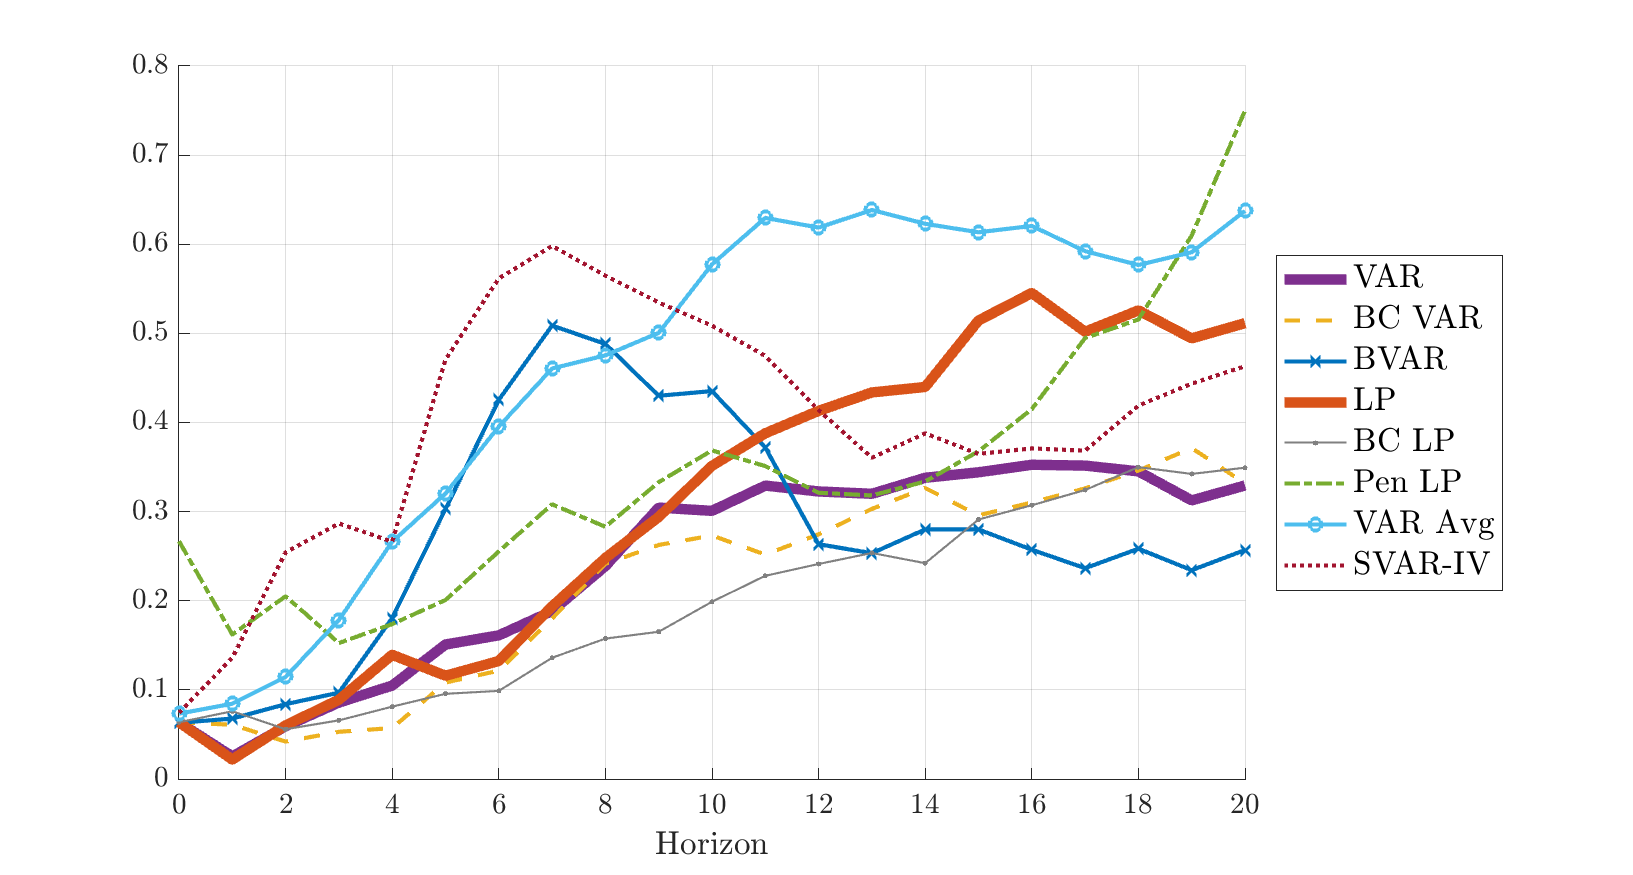 0.8
0.7
0.6
0.5
0.4
0.3
0.2
0.1
0
0 2 4 6 8 10 12 14 16 18 20
Horizon
VAR
BC VAR
BVAR
LP
BC LP
Pen LP
VAR Avg
SVAR-IV